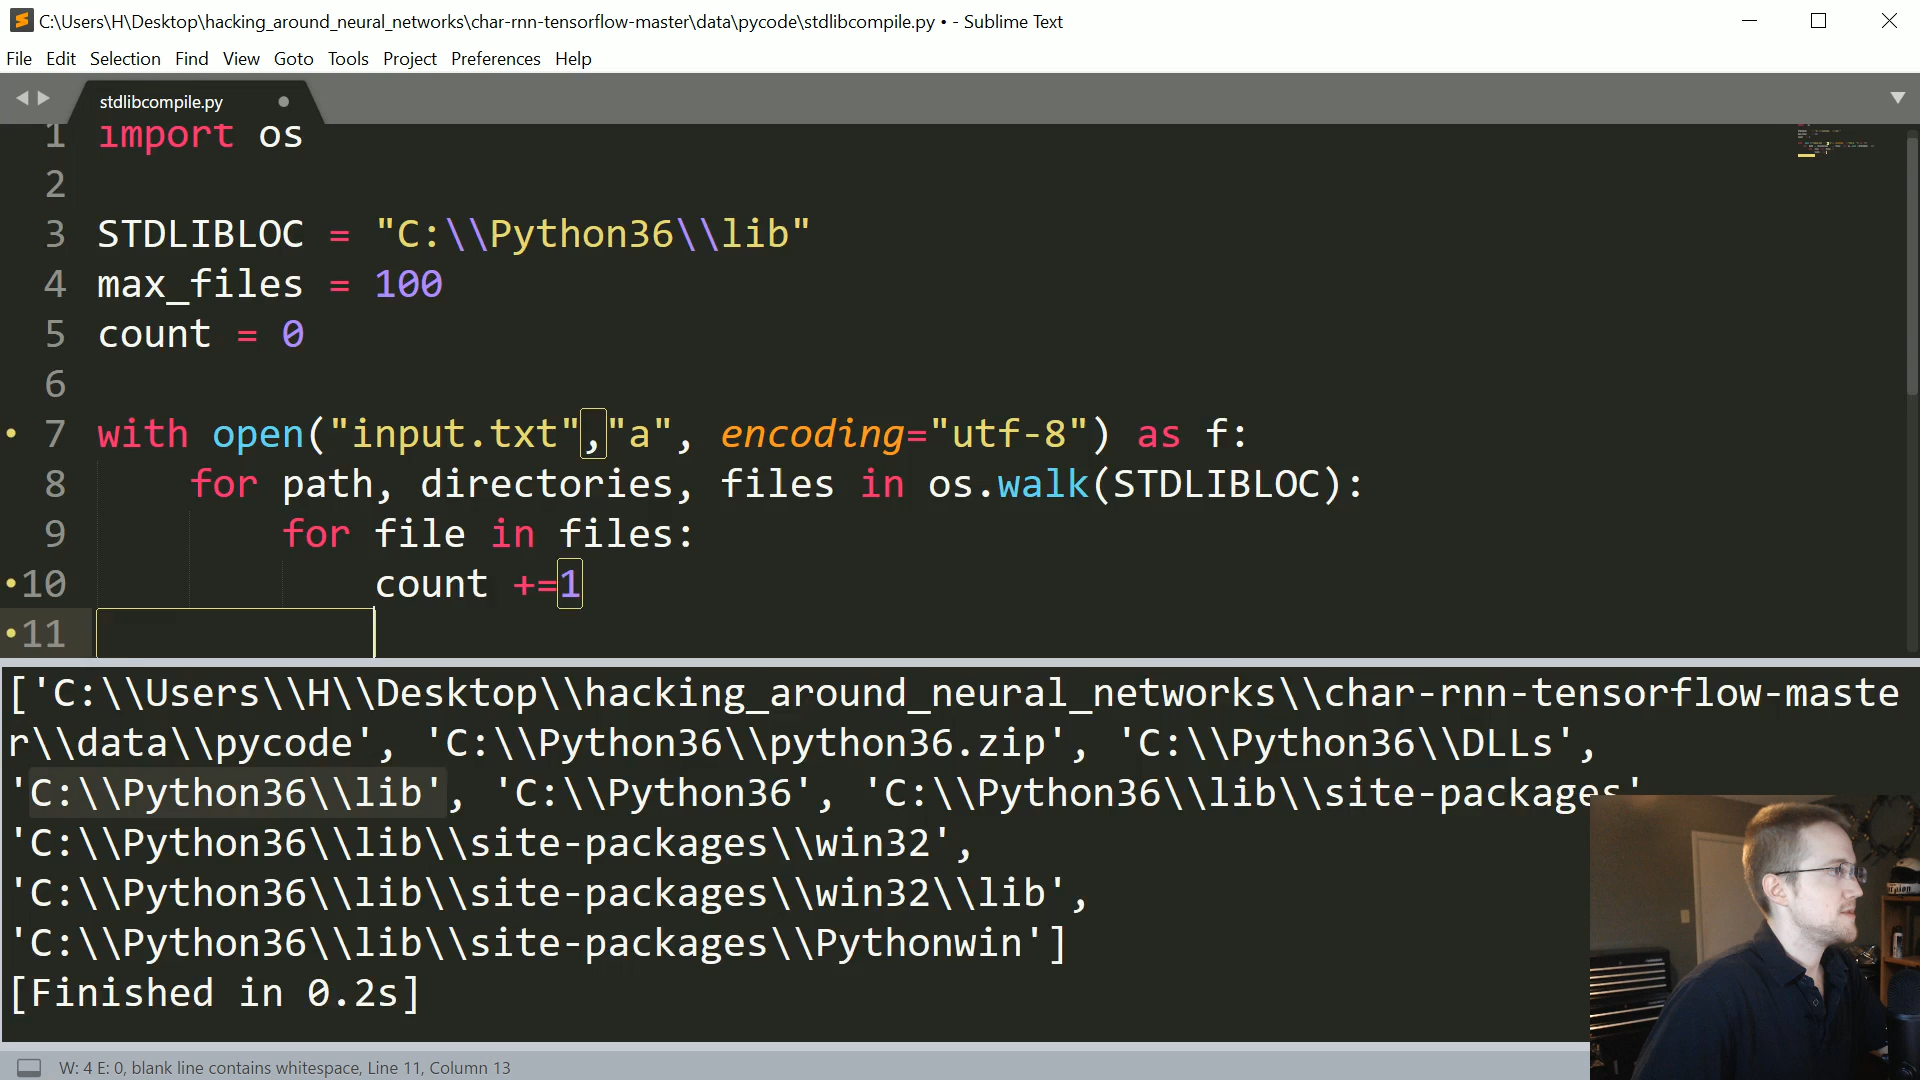 C:\Users\H\Desktop\hacking_around_neural_networks\char-rnn-tensorflow-master\data\pycode\stdlibcompile.py • - Sublime Text
File Edit Selection Find View Goto Tools Project Preferences Help
stdlibcompile.py
1 import os
2
3 STDLIBLOC = "C:\\Python36\\lib"
4 max_files = 100
5 count = 0
6
7 with open("input.txt","a", encoding="utf-8") as f:
8 for path, directories, files in os.walk(STDLIBLOC):
9 for file in files:
10 count +=1
11
['C:\\Users\\H\\Desktop\\hacking_around_neural_networks\\char-rnn-tensorflow-maste
r\\data\\pycode', 'C:\\Python36\\python36.zip', 'C:\\Python36\\DLLs',
'C:\\Python36\\lib', 'C:\\Python36', 'C:\\Python36\\lib\\site-packages'
'C:\\Python36\\lib\\site-packages\\win32',
'C:\\Python36\\lib\\site-packages\\win32\\lib',
'C:\\Python36\\lib\\site-packages\\Pythonwin']
[Finished in 0.2s]
W: 4 E: 0, blank line contains whitespace, Line 11, Column 13